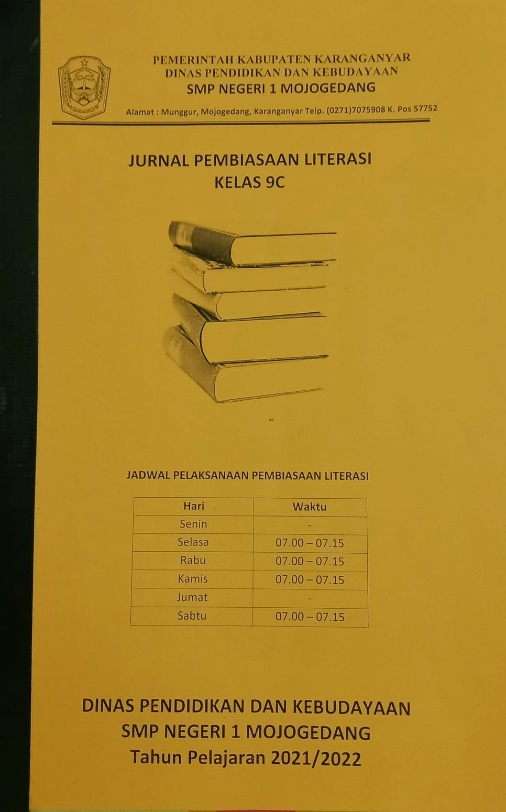 PEMERINTAH KABUPATEN KARANGANYAR
DINAS PENDIDIKAN DAN KEBUDAYAAN
SMP NEGERI 1 MOJOGEDANG
Alamat : Munggur, Mojogedang, Karanganyar Telp. (0271)7075908 K. Pos 57752
JURNAL PEMBIASAAN LITERASI
KELAS 9C
JADWAL PELAKSANAAN PEMBIASAAN LITERASI
Hari Waktu
Senin -
Selasa 07.00 – 07.15
Rabu 07.00 – 07.15
Kamis 07.00 – 07.15
Jumat -
Sabtu 07.00 – 07.15
DINAS PENDIDIKAN DAN KEBUDAYAAN
SMP NEGERI 1 MOJOGEDANG
Tahun Pelajaran 2021/2022